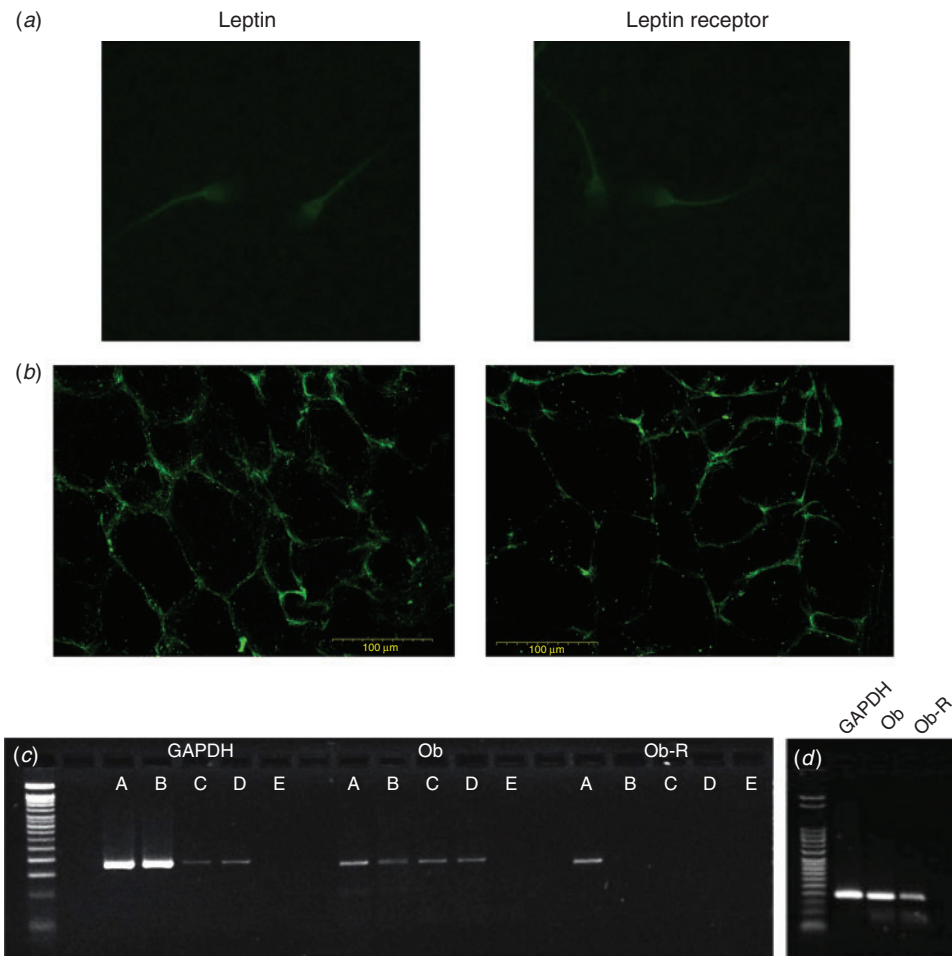 (a)
Leptin Leptin receptor
(b)
100 µm 100 µm
GAPDH Ob Ob-R
(c) GAPDH Ob Ob-R (d)
A B C D E A B C D E A B C D E